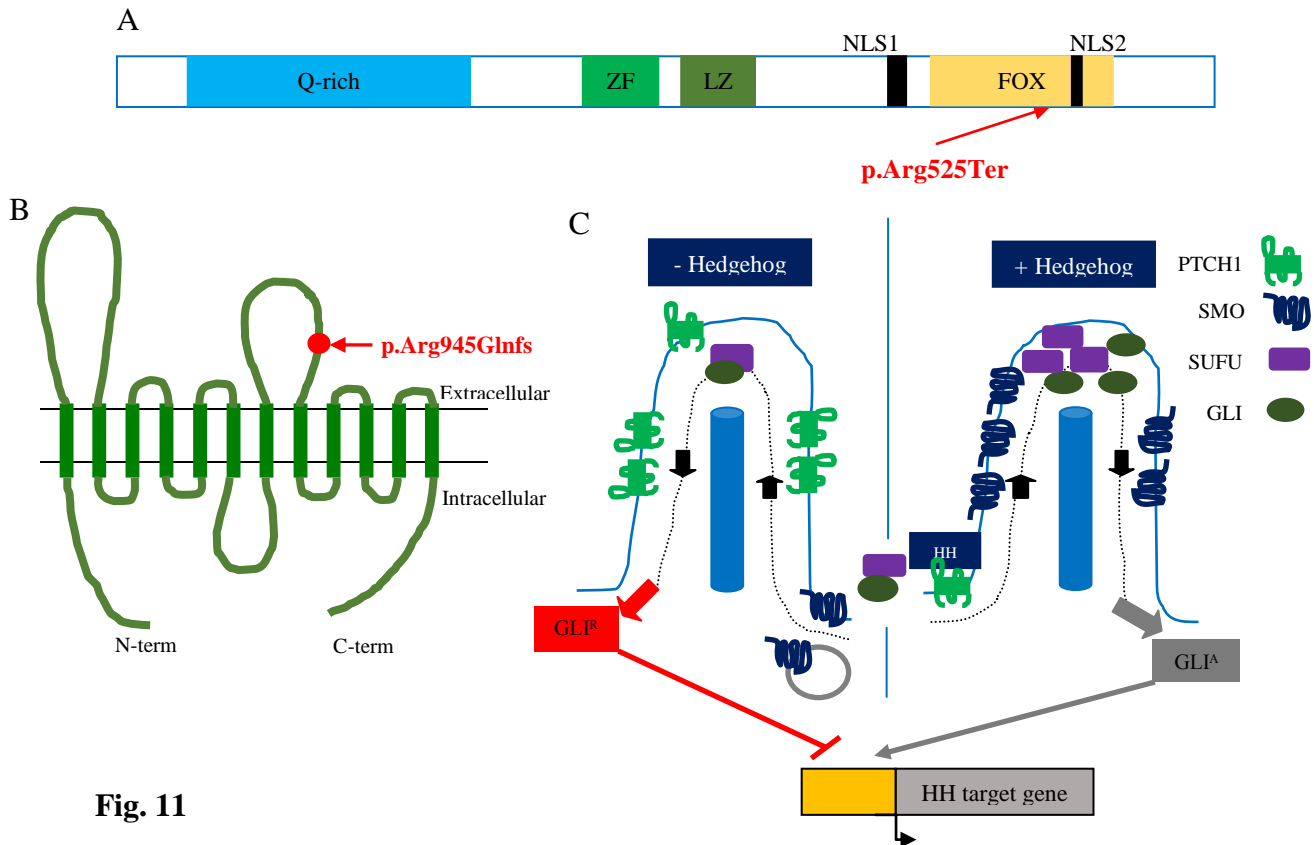 A
NLS1
NLS2
Q-rich
ZF
LZ
FOX
p.Arg525Ter
B
p.Arg945Glnfs
Extracellular
Intracellular
N-term
C-term
C
- Hedgehog
+ Hedgehog
PTCH1
SMO
SUFU
GLI
HH
GLIᴿ
GLIᴬ
HH target gene
Fig. 11